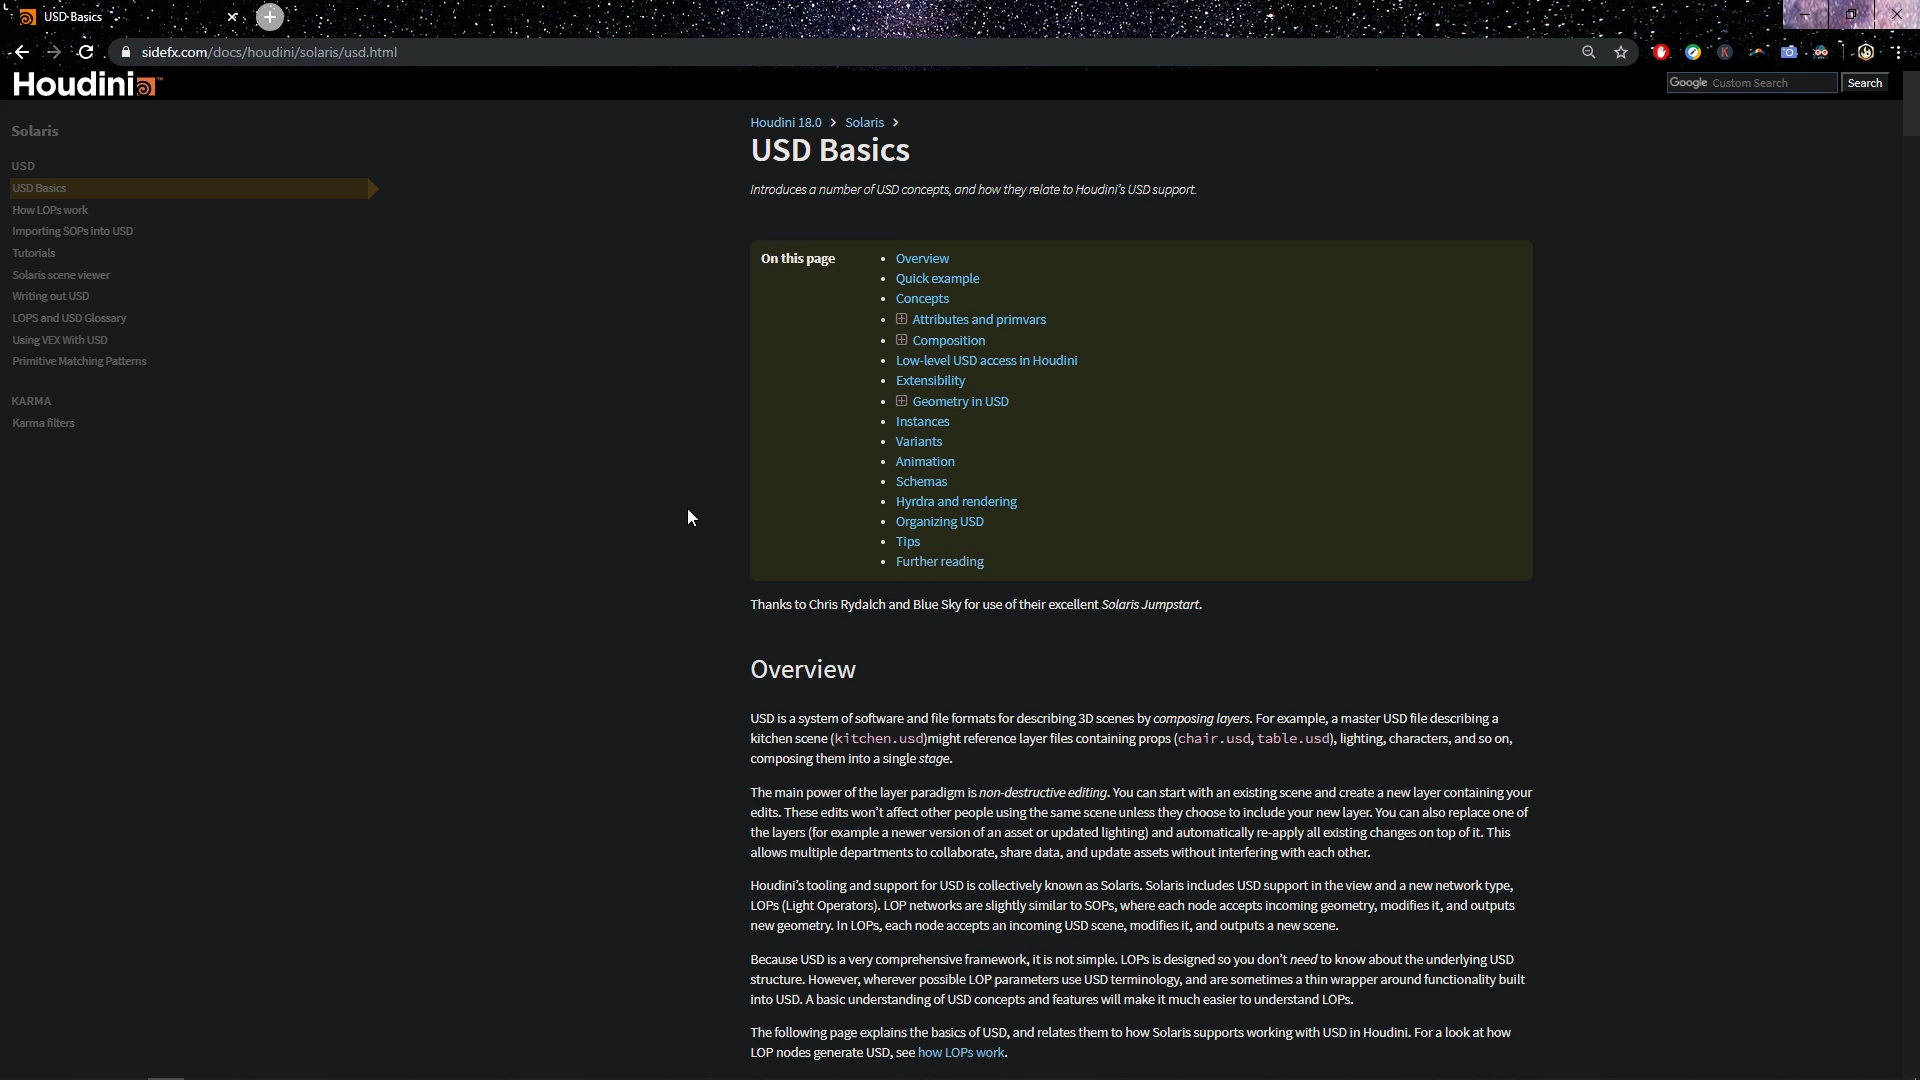 USD Basics
sidefx.com/docs/houdini/solaris/usd.html
Houdini
Google Custom Search
Search
Solaris
USD
USD Basics
How LOPs work
Importing SOPs into USD
Tutorials
Solaris scene viewer
Writing out USD
LOPS and USD Glossary
Using VEX With USD
Primitive Matching Patterns
KARMA
Karma filters
Houdini 18.0 > Solaris >
USD Basics
Introduces a number of USD concepts, and how they relate to Houdini's USD support.
On this page
• Overview
• Quick example
• Concepts
• Attributes and primvars
• Composition
• Low-level USD access in Houdini
• Extensibility
• Geometry in USD
• Instances
• Variants
• Animation
• Schemas
• Hyrdra and rendering
• Organizing USD
• Tips
• Further reading
Thanks to Chris Rydalch and Blue Sky for use of their excellent Solaris Jumpstart.
Overview
USD is a system of software and file formats for describing 3D scenes by composing layers. For example, a master USD file describing a
kitchen scene (kitchen.usd)might reference layer files containing props (chair.usd, table.usd), lighting, characters, and so on,
composing them into a single stage.
The main power of the layer paradigm is non-destructive editing. You can start with an existing scene and create a new layer containing your
edits. These edits won't affect other people using the same scene unless they choose to include your new layer. You can also replace one of
the layers (for example a newer version of an asset or updated lighting) and automatically re-apply all existing changes on top of it. This
allows multiple departments to collaborate, share data, and update assets without interfering with each other.
Houdini's tooling and support for USD is collectively known as Solaris. Solaris includes USD support in the view and a new network type,
LOPs (Light Operators). LOP networks are slightly similar to SOPs, where each node accepts incoming geometry, modifies it, and outputs
new geometry. In LOPs, each node accepts an incoming USD scene, modifies it, and outputs a new scene.
Because USD is a very comprehensive framework, it is not simple. LOPs is designed so you don't need to know about the underlying USD
structure. However, wherever possible LOP parameters use USD terminology, and are sometimes a thin wrapper around functionality built
into USD. A basic understanding of USD concepts and features will make it much easier to understand LOPs.
The following page explains the basics of USD, and relates them to how Solaris supports working with USD in Houdini. For a look at how
LOP nodes generate USD, see how LOPs work.